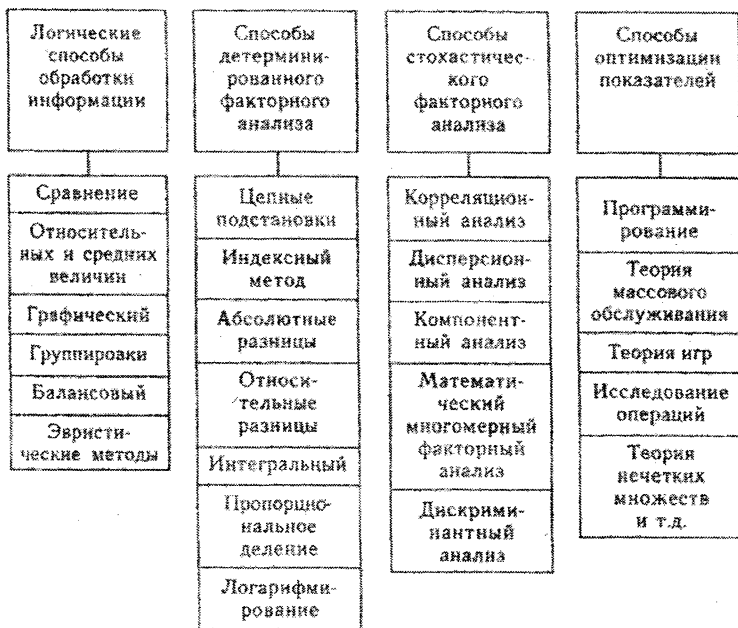 Логические
способы
обработки
информации
Сравнение
Относитель-
ных и средних
величин
Графический
Группировки
Балансовый
Эвристи-
ческие методы
Способы
детермини-
рованного
факторного
анализа
Цепные
подстановки
Индексный
метод
Абсолютные
разницы
Относи-
тельные
разницы
Интегральный
Пропорцио-
нальное
деление
Логарифми-
рование
Способы
стохастичес-
кого
факторного
анализа
Корреляцион-
ный анализ
Дисперсион-
ный анализ
Компонент-
ный анализ
Математи-
ческий
многомерный
факторный
анализ
Дискрими-
нантный
анализ
Способы
оптимизации
показателей
Программи-
рование
Теория
массового
обслуживания
Теория игр
Исследование
операций
Теория
нечетких
множеств
и т.д.